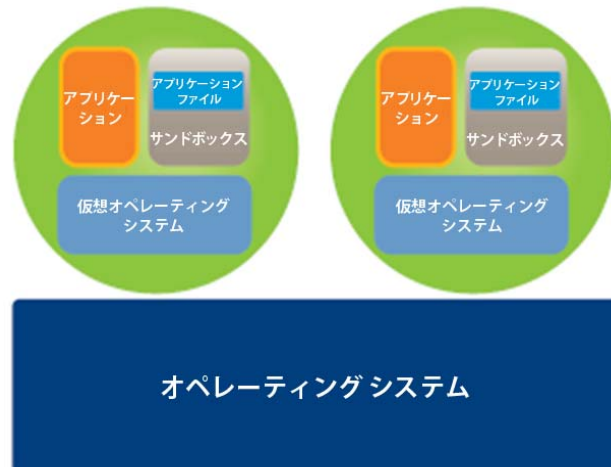 アプリケー
ション
アプリケーション
ファイル
サンドボックス
仮想オペレーティング
システム
アプリケー
ション
アプリケーション
ファイル
サンドボックス
仮想オペレーティング
システム
オペレーティング システム